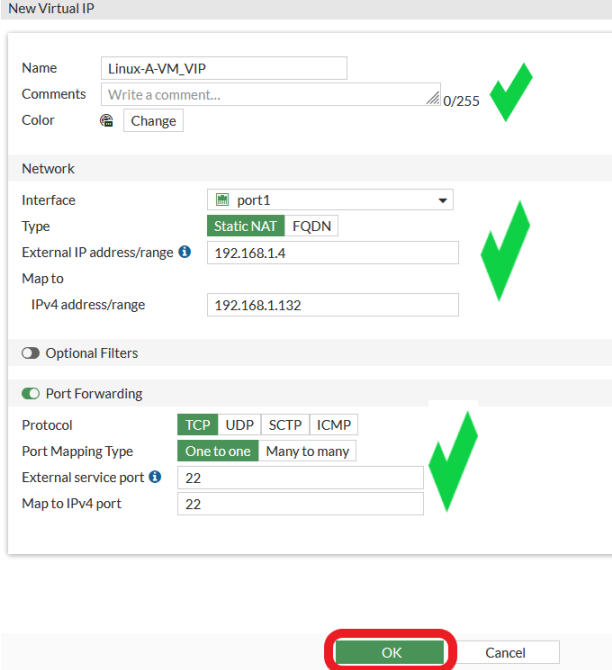 New Virtual IP
Name Linux-A-VM_VIP
Comments Write a comment... 0/255
Color Change
Network
Interface port1
Type Static NAT FQDN
External IP address/range 192.168.1.4
Map to
IPv4 address/range 192.168.1.132
Optional Filters
Port Forwarding
Protocol TCP UDP SCTP ICMP
Port Mapping Type One to one Many to many
External service port 22
Map to IPv4 port 22
OK Cancel